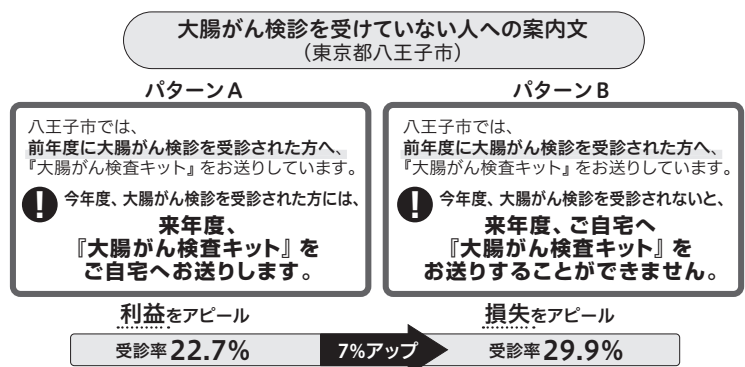 大腸がん検診を受けていない人への案内文
（東京都八王子市）
パターンA
八王子市では、
前年度に大腸がん検診を受診された方へ、
『大腸がん検査キット』をお送りしています。
! 今年度、大腸がん検診を受診された方には、
来年度、
『大腸がん検査キット』を
ご自宅へお送りします。
利益をアピール
受診率22.7%
7%アップ
パターンB
八王子市では、
前年度に大腸がん検診を受診された方へ、
『大腸がん検査キット』をお送りしています。
! 今年度、大腸がん検診を受診されないと、
来年度、ご自宅へ
『大腸がん検査キット』を
お送りすることができません。
損失をアピール
受診率29.9%